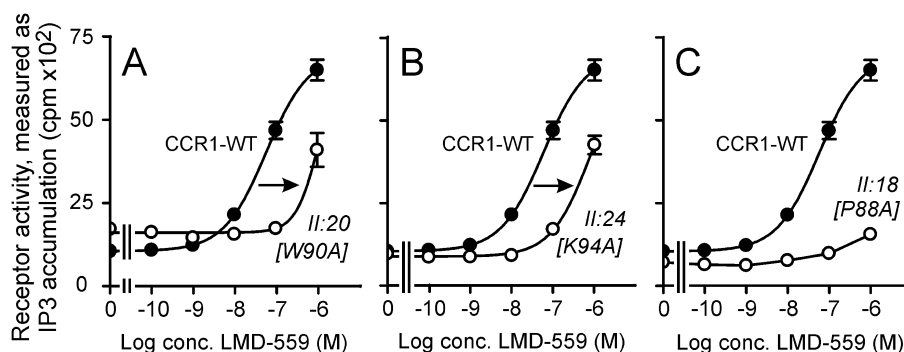 Receptor activity, measured as
IP3 accumulation (cpm x10²)
75
50
25
0
A
CCR1-WT
II:20
[W90A]
0
-10
-9
-8
-7
-6
Log conc. LMD-559 (M)
B
CCR1-WT
II:24
[K94A]
0
-10
-9
-8
-7
-6
Log conc. LMD-559 (M)
C
CCR1-WT
II:18
[P88A]
0
-10
-9
-8
-7
-6
Log conc. LMD-559 (M)